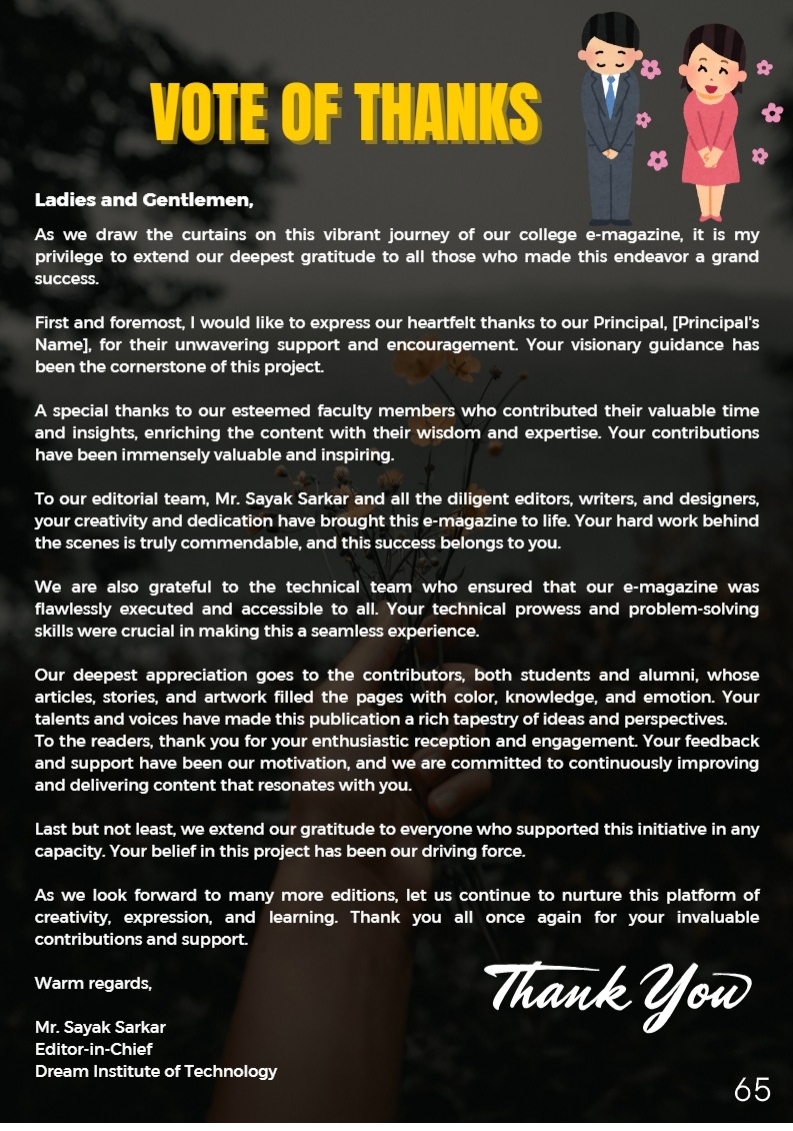 VOTE OF THANKS
Ladies and Gentlemen,
As we draw the curtains on this vibrant journey of our college e-magazine, it is my
privilege to extend our deepest gratitude to all those who made this endeavor a grand
success.
First and foremost, I would like to express our heartfelt thanks to our Principal, [Principal's
Name], for their unwavering support and encouragement. Your visionary guidance has
been the cornerstone of this project.
A special thanks to our esteemed faculty members who contributed their valuable time
and insights, enriching the content with their wisdom and expertise. Your contributions
have been immensely valuable and inspiring.
To our editorial team, Mr. Sayak Sarkar and all the diligent editors, writers, and designers,
your creativity and dedication have brought this e-magazine to life. Your hard work behind
the scenes is truly commendable, and this success belongs to you.
We are also grateful to the technical team who ensured that our e-magazine was
flawlessly executed and accessible to all. Your technical prowess and problem-solving
skills were crucial in making this a seamless experience.
Our deepest appreciation goes to the contributors, both students and alumni, whose
articles, stories, and artwork filled the pages with color, knowledge, and emotion. Your
talents and voices have made this publication a rich tapestry of ideas and perspectives.
To the readers, thank you for your enthusiastic reception and engagement. Your feedback
and support have been our motivation, and we are committed to continuously improving
and delivering content that resonates with you.
Last but not least, we extend our gratitude to everyone who supported this initiative in any
capacity. Your belief in this project has been our driving force.
As we look forward to many more editions, let us continue to nurture this platform of
creativity, expression, and learning. Thank you all once again for your invaluable
contributions and support.
Warm regards,
Thank You
Mr. Sayak Sarkar
Editor-in-Chief
Dream Institute of Technology
65